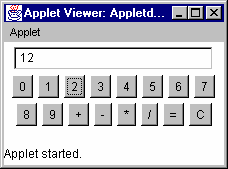 Applet Viewer: Appletd...
Applet
12
0 1 2 3 4 5 6 7
8 9 + - * / = C
Applet started.